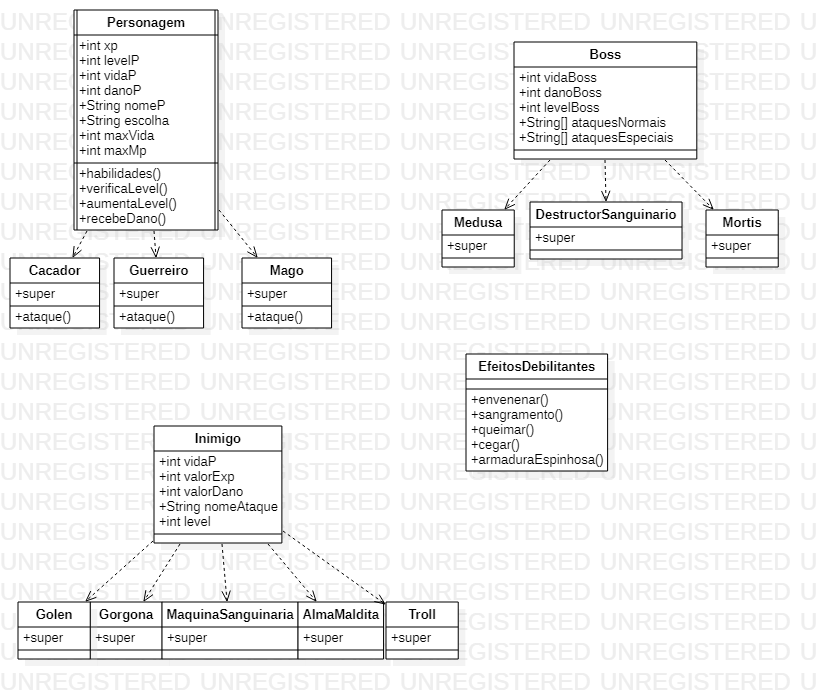 Personagem
+int xp
+int levelP
+int vidaP
+int danoP
+String nomeP
+String escolha
+int maxVida
+int maxMp
+habilidades()
+verificaLevel()
+aumentaLevel()
+recebeDano()
Cacador
+super
+ataque()
Guerreiro
+super
+ataque()
Mago
+super
+ataque()
Boss
+int vidaBoss
+int danoBoss
+int levelBoss
+String[] ataquesNormais
+String[] ataquesEspeciais
Medusa
+super
DestructorSanguinario
+super
Mortis
+super
EfeitosDebilitantes
+envenenar()
+sangramento()
+queimar()
+cegar()
+armaduraEspinhosa()
Inimigo
+int vidaP
+int valorExp
+int valorDano
+String nomeAtaque
+int level
Golen
+super
Gorgona
+super
MaquinaSanguinaria
+super
AlmaMaldita
+super
Troll
+super
UNREGISTERED